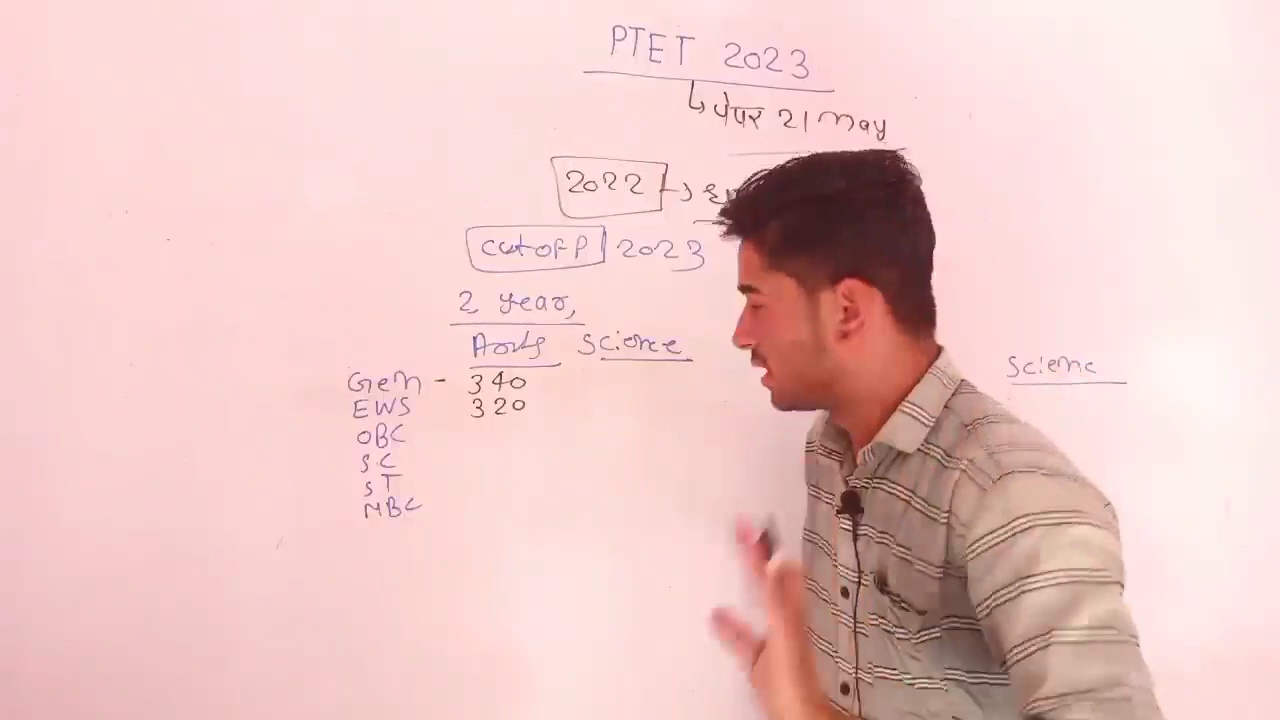 PTET 2023
↳ पेपर 21 May
2022 →
cutoff 2023
2 year,
Arts Science
Science
Gen - 340
EWS 320
OBC
SC
ST
MBC